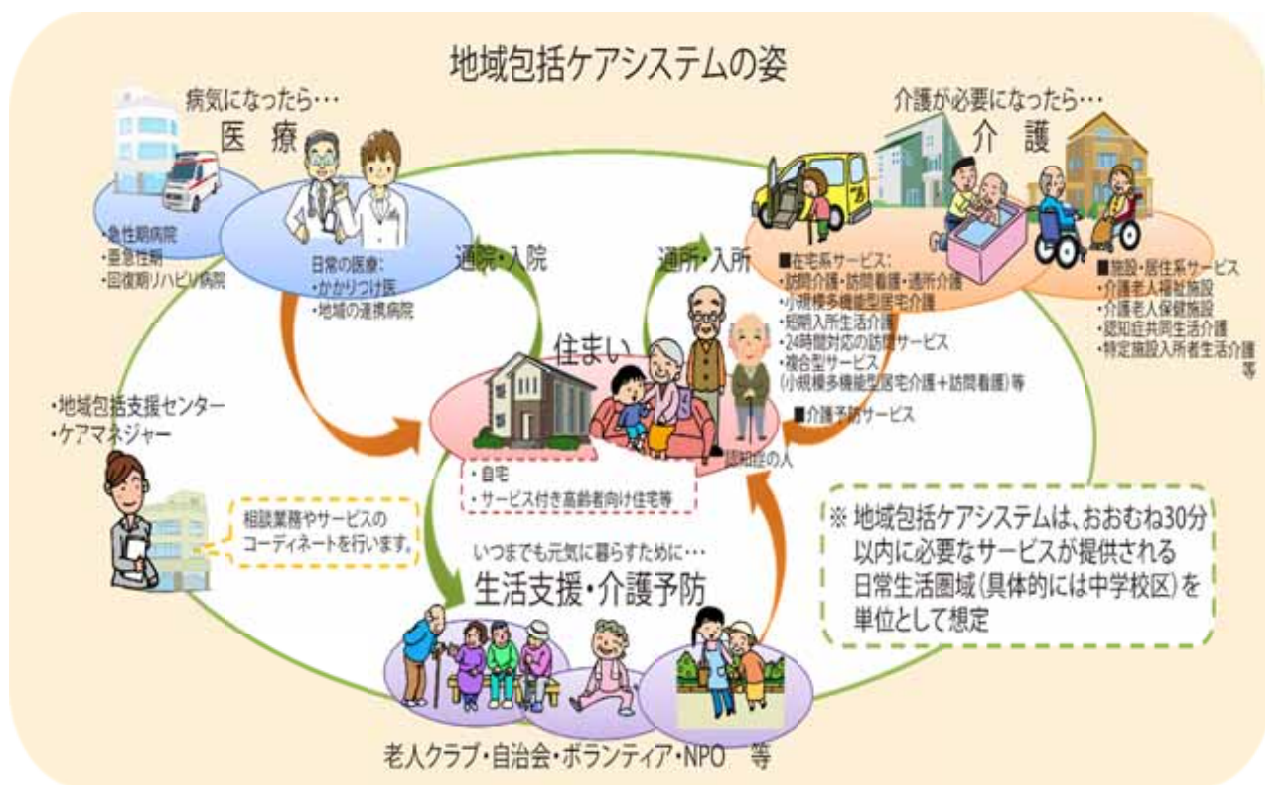 地域包括ケアシステムの姿
病気になったら･･･
医 療
・急性期病院
・亜急性期
・回復期リハビリ病院
日常の医療:
・かかりつけ医
・地域の連携病院
通院・入院
通所・入所
介護が必要になったら･･･
介 護
■在宅系サービス:
・訪問介護・訪問看護・通所介護
・小規模多機能型居宅介護
・短期入所生活介護
・24時間対応の訪問サービス
・複合型サービス
(小規模多機能型居宅介護+訪問看護)等
■介護予防サービス
■施設・居住系サービス
・介護老人福祉施設
・介護老人保健施設
・認知症共同生活介護
・特定施設入所者生活介護
等
住まい
認知症の人
・自宅
・サービス付き高齢者向け住宅等
・地域包括支援センター
・ケアマネジャー
相談業務やサービスの
コーディネートを行います。
いつまでも元気に暮らすために･･･
生活支援・介護予防
老人クラブ・自治会・ボランティア・NPO 等
※ 地域包括ケアシステムは、おおむね30分
以内に必要なサービスが提供される
日常生活圏域(具体的には中学校区)を
単位として想定